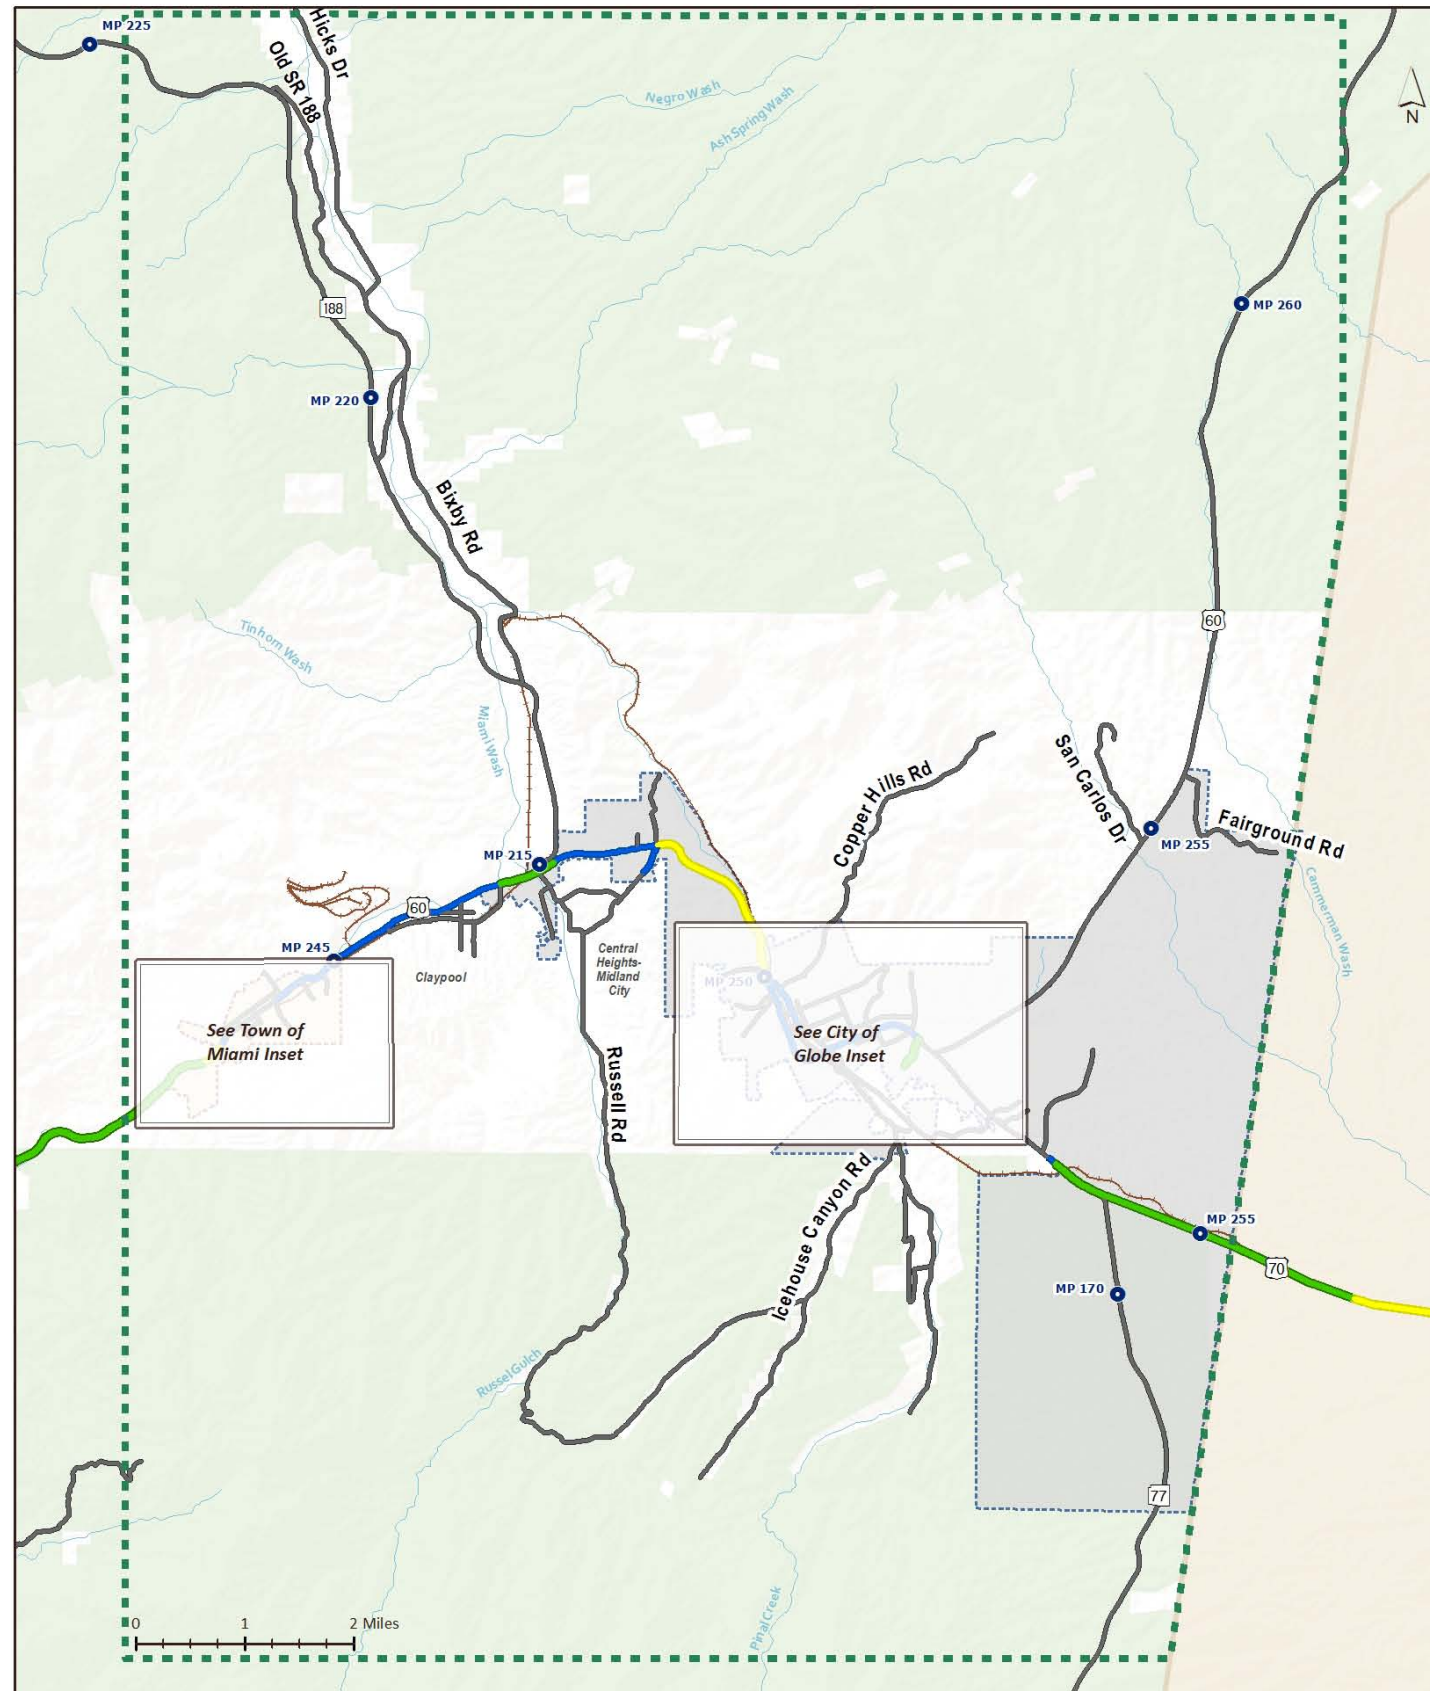 MP 225
Hicks Dr
Old SR 188
Negro Wash
Ash Spring Wash
N
188
MP 260
MP 220
Bixby Rd
60
Tinhorn Wash
Miami Wash
Copper Hills Rd
San Carlos Dr
MP 255
Fairground Rd
MP 215
Cammerman Wash
60
MP 245
Claypool
Central
Heights-
Midland
City
MP 250
See Town of
Miami Inset
See City of
Globe Inset
Russell Rd
Icehouse Canyon Rd
MP 255
70
MP 170
Russel Gulch
77
Pinal Creek
0 1 2 Miles